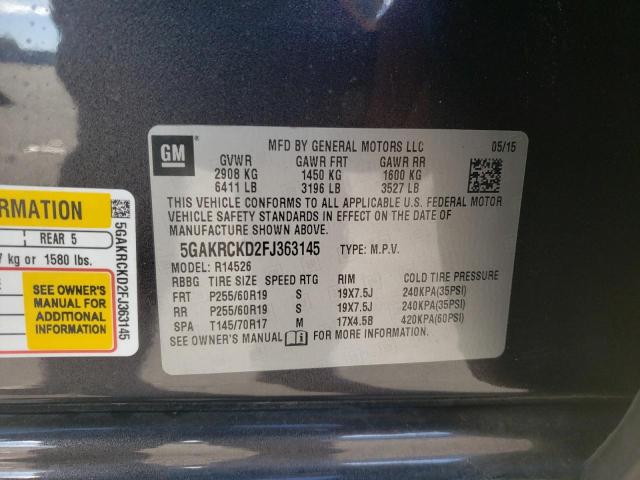 GM
MFD BY GENERAL MOTORS LLC 05/15
GVWR GAWR FRT GAWR RR
2908 KG 1450 KG 1600 KG
6411 LB 3196 LB 3527 LB
THIS VEHICLE CONFORMS TO ALL APPLICABLE U.S. FEDERAL MOTOR
VEHICLE SAFETY STANDARDS IN EFFECT ON THE DATE OF
MANUFACTURE SHOWN ABOVE.
5GAKRCKD2FJ363145 TYPE: M.P.V.
MODEL: R14526
RBBG TIRE SIZE SPEED RTG RIM COLD TIRE PRESSURE
FRT P255/60R19 S 19X7.5J 240KPA(35PSI)
RR P255/60R19 S 19X7.5J 240KPA(35PSI)
SPA T145/70R17 M 17X4.5B 420KPA(60PSI)
SEE OWNER'S MANUAL FOR MORE INFORMATION.
RMATION
REAR 5
7 kg or 1580 lbs.
SEE OWNER'S
MANUAL FOR
ADDITIONAL
INFORMATION
5GAKRCKD2FJ363145